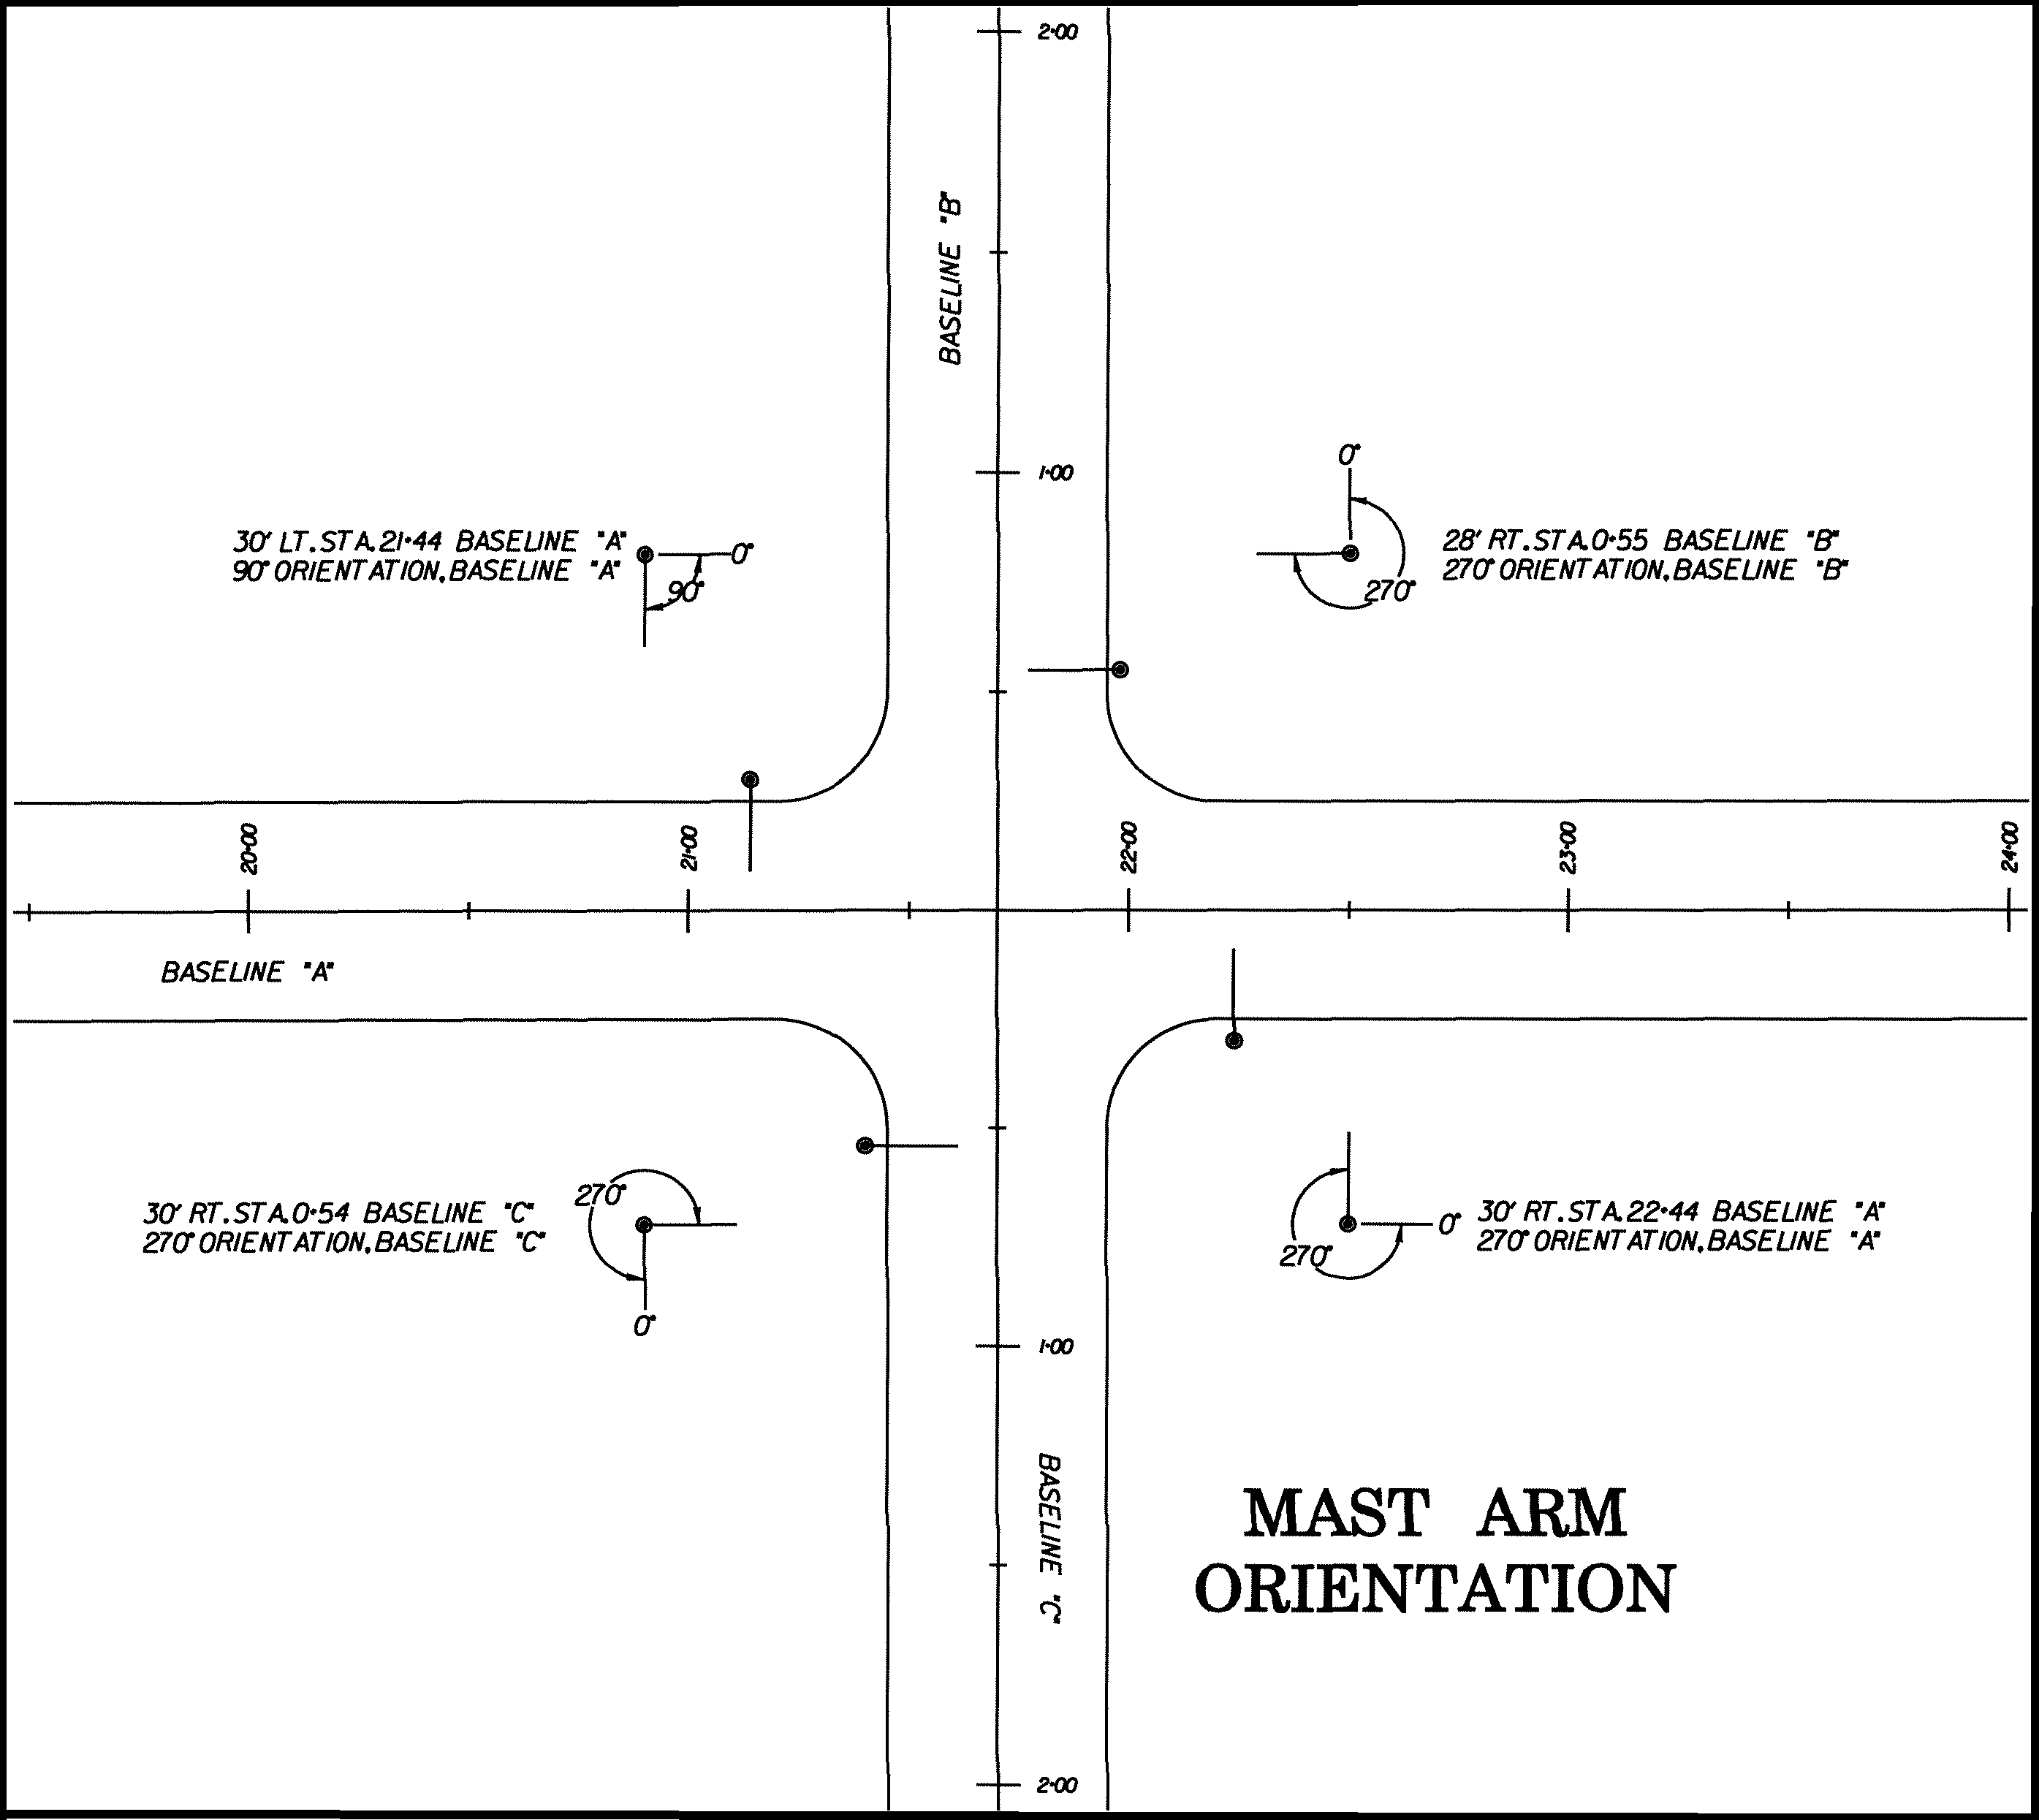 2+00
BASELINE "B"
1+00
0°
30' LT. STA. 21+44 BASELINE "A"
90° ORIENTATION, BASELINE "A"
0°
90°
28' RT. STA. 0+55 BASELINE "B"
270° ORIENTATION, BASELINE "B"
270°
20+00
21+00
22+00
23+00
24+00
BASELINE "A"
270°
30' RT. STA. 0+54 BASELINE "C"
270° ORIENTATION, BASELINE "C"
0°
0°
30' RT. STA. 22+44 BASELINE "A"
270° ORIENTATION, BASELINE "A"
270°
1+00
BASELINE "C"
MAST ARM
ORIENTATION
2+00